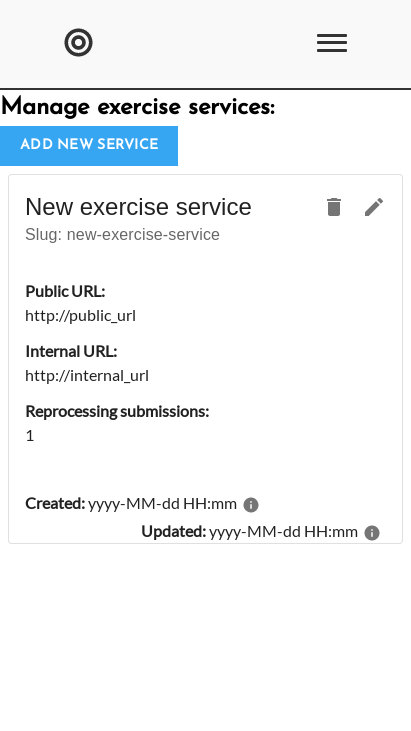 Manage exercise services:
ADD NEW SERVICE
New exercise service
Slug: new-exercise-service
Public URL:
http://public_url
Internal URL:
http://internal_url
Reprocessing submissions:
1
Created: yyyy-MM-dd HH:mm
Updated: yyyy-MM-dd HH:mm